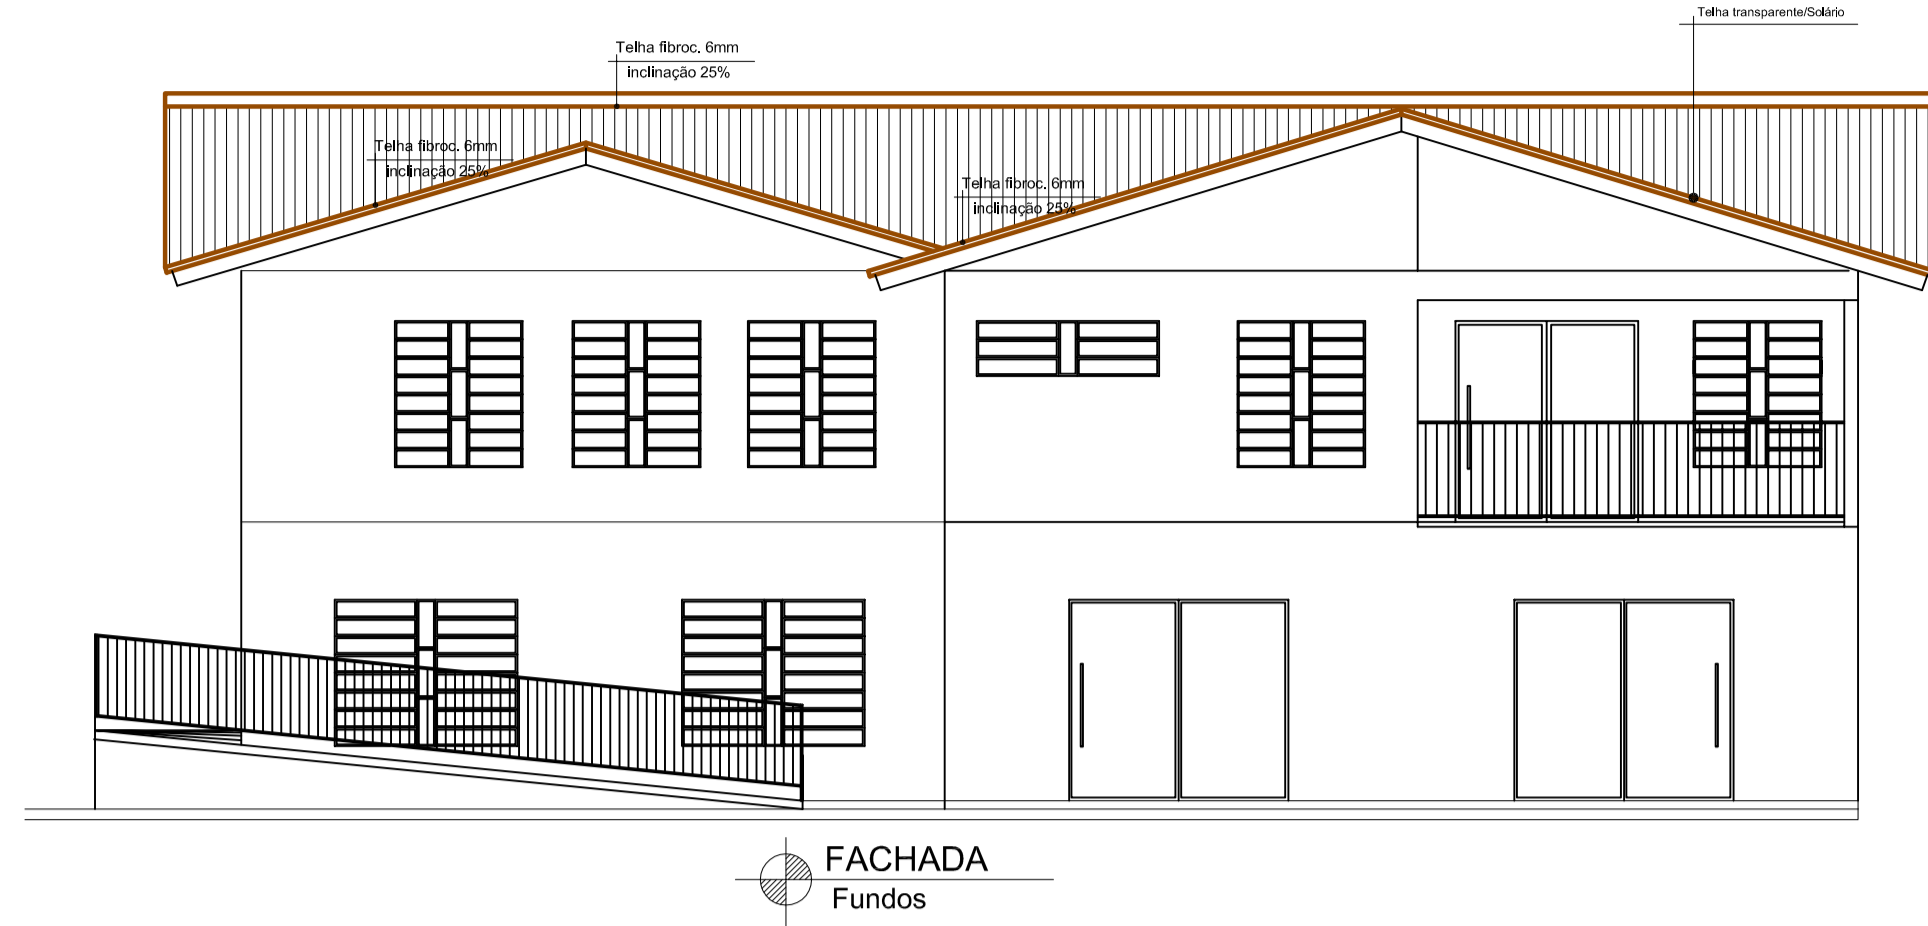 Telha transparente/Solário
Telha fibroc. 6mm
inclinação 25%
Telha fibroc. 6mm
inclinação 25%
Telha fibroc. 6mm
inclinação 25%
FACHADA
Fundos